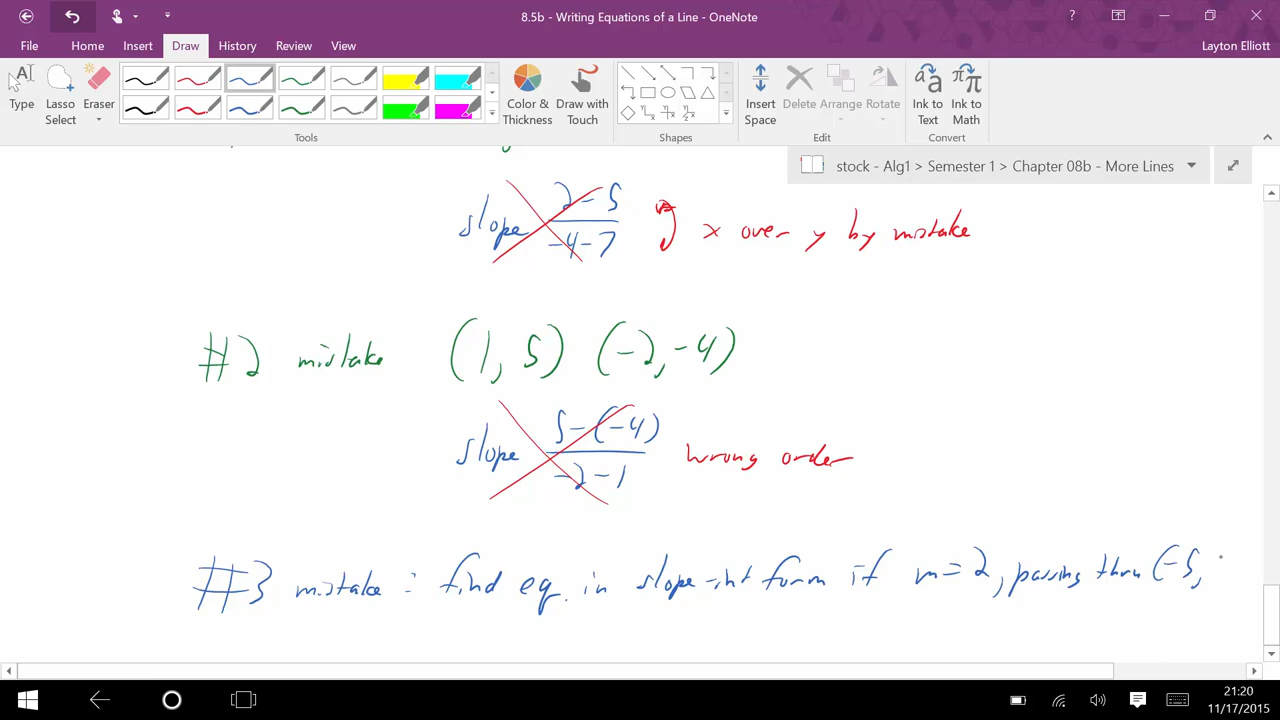 8.5b - Writing Equations of a Line - OneNote
?
File Home Insert Draw History Review View
Layton Elliott
Type
Lasso Select
Eraser
Color & Thickness
Draw with Touch
Insert Space
Delete
Arrange
Rotate
Ink to Text
Ink to Math
Tools
Shapes
Edit
Convert
stock - Alg1 > Semester 1 > Chapter 08b - More Lines
2 - 5
slope
x over y by mistake
-4 - 7
#2 mistake (1, 5) (-2, -4)
5 - (-4)
slope
wrong order
-2 - 1
#3 mistake : find eq. in slope-int form if m = 2, passing thru (-5,
21:20
11/17/2015